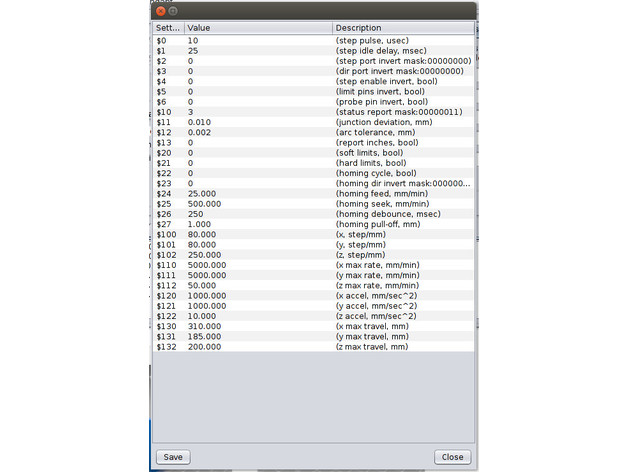 Sett... Value Description
$0 10 (step pulse, usec)
$1 25 (step idle delay, msec)
$2 0 (step port invert mask:00000000)
$3 0 (dir port invert mask:00000000)
$4 0 (step enable invert, bool)
$5 0 (limit pins invert, bool)
$6 0 (probe pin invert, bool)
$10 3 (status report mask:00000011)
$11 0.010 (junction deviation, mm)
$12 0.002 (arc tolerance, mm)
$13 0 (report inches, bool)
$20 0 (soft limits, bool)
$21 0 (hard limits, bool)
$22 0 (homing cycle, bool)
$23 0 (homing dir invert mask:000000...
$24 25.000 (homing feed, mm/min)
$25 500.000 (homing seek, mm/min)
$26 250 (homing debounce, msec)
$27 1.000 (homing pull-off, mm)
$100 80.000 (x, step/mm)
$101 80.000 (y, step/mm)
$102 250.000 (z, step/mm)
$110 5000.000 (x max rate, mm/min)
$111 5000.000 (y max rate, mm/min)
$112 50.000 (z max rate, mm/min)
$120 1000.000 (x accel, mm/sec^2)
$121 1000.000 (y accel, mm/sec^2)
$122 10.000 (z accel, mm/sec^2)
$130 310.000 (x max travel, mm)
$131 185.000 (y max travel, mm)
$132 200.000 (z max travel, mm)
Save Close